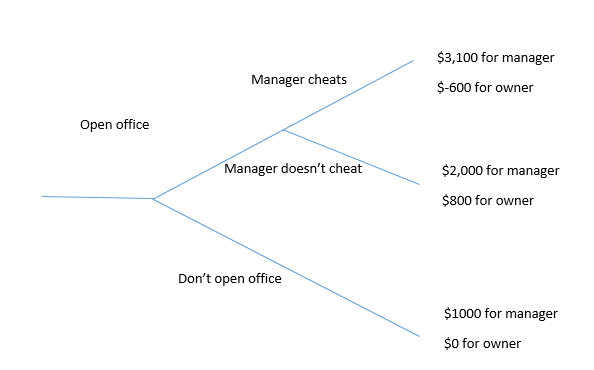 $3,100 for manager
Manager cheats
$-600 for owner
Open office
Manager doesn’t cheat
$2,000 for manager
$800 for owner
Don’t open office
$1000 for manager
$0 for owner